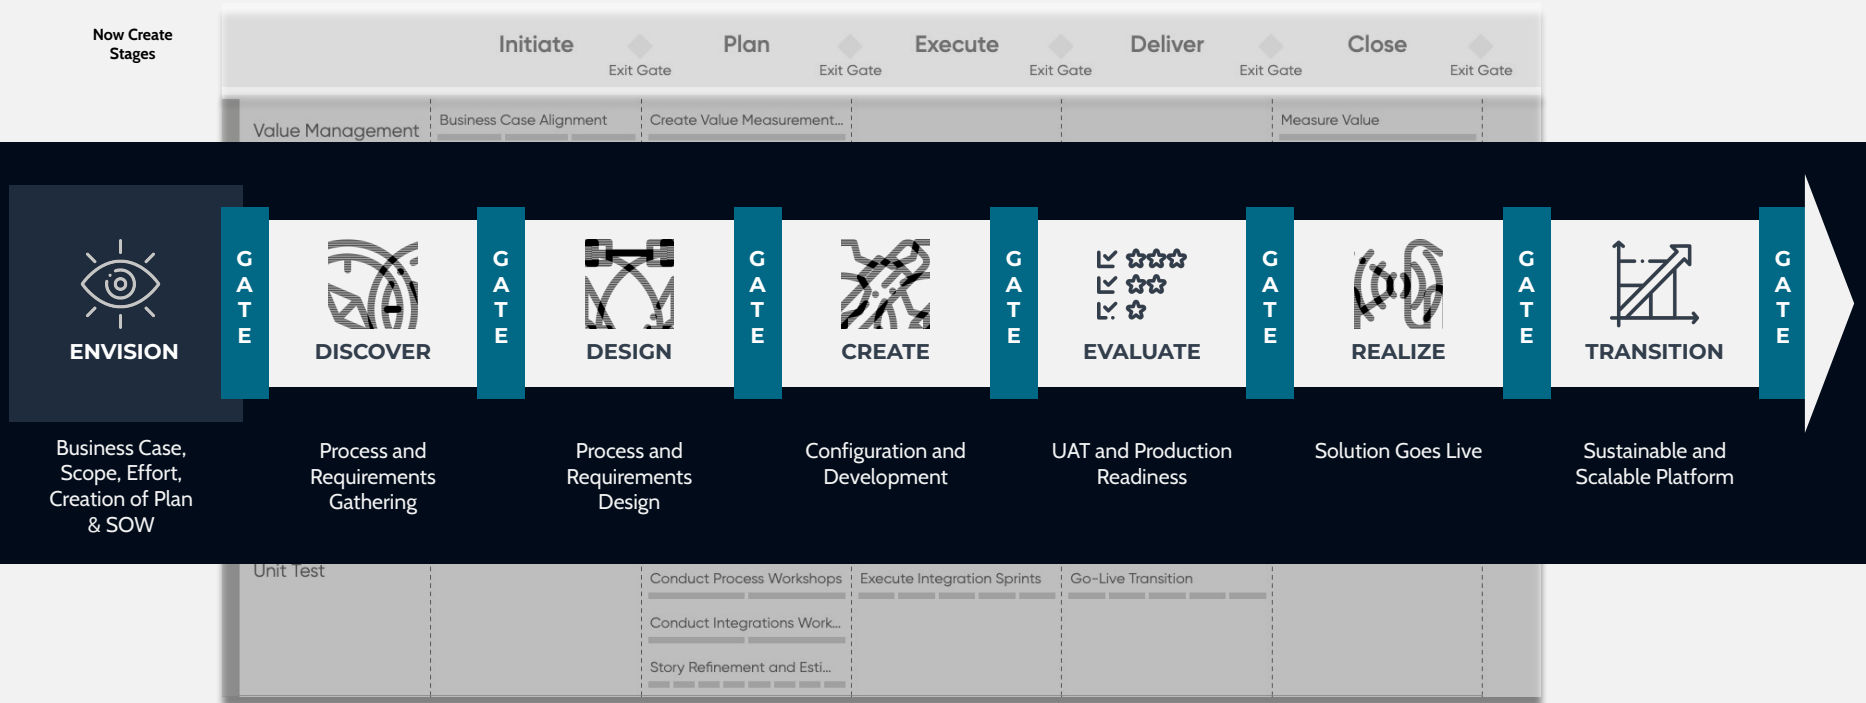 Now Create
Stages
Initiate
Plan
Execute
Deliver
Close
Exit Gate
Exit Gate
Exit Gate
Exit Gate
Exit Gate
Value Management
Business Case Alignment
Create Value Measurement...
Measure Value
GATE
GATE
GATE
GATE
GATE
GATE
GATE
ENVISION
DISCOVER
DESIGN
CREATE
EVALUATE
REALIZE
TRANSITION
Business Case,
Scope, Effort,
Creation of Plan
& SOW
Process and
Requirements
Gathering
Process and
Requirements
Design
Configuration and
Development
UAT and Production
Readiness
Solution Goes Live
Sustainable and
Scalable Platform
Unit Test
Conduct Process Workshops
Execute Integration Sprints
Go-Live Transition
Conduct Integrations Work...
Story Refinement and Esti...